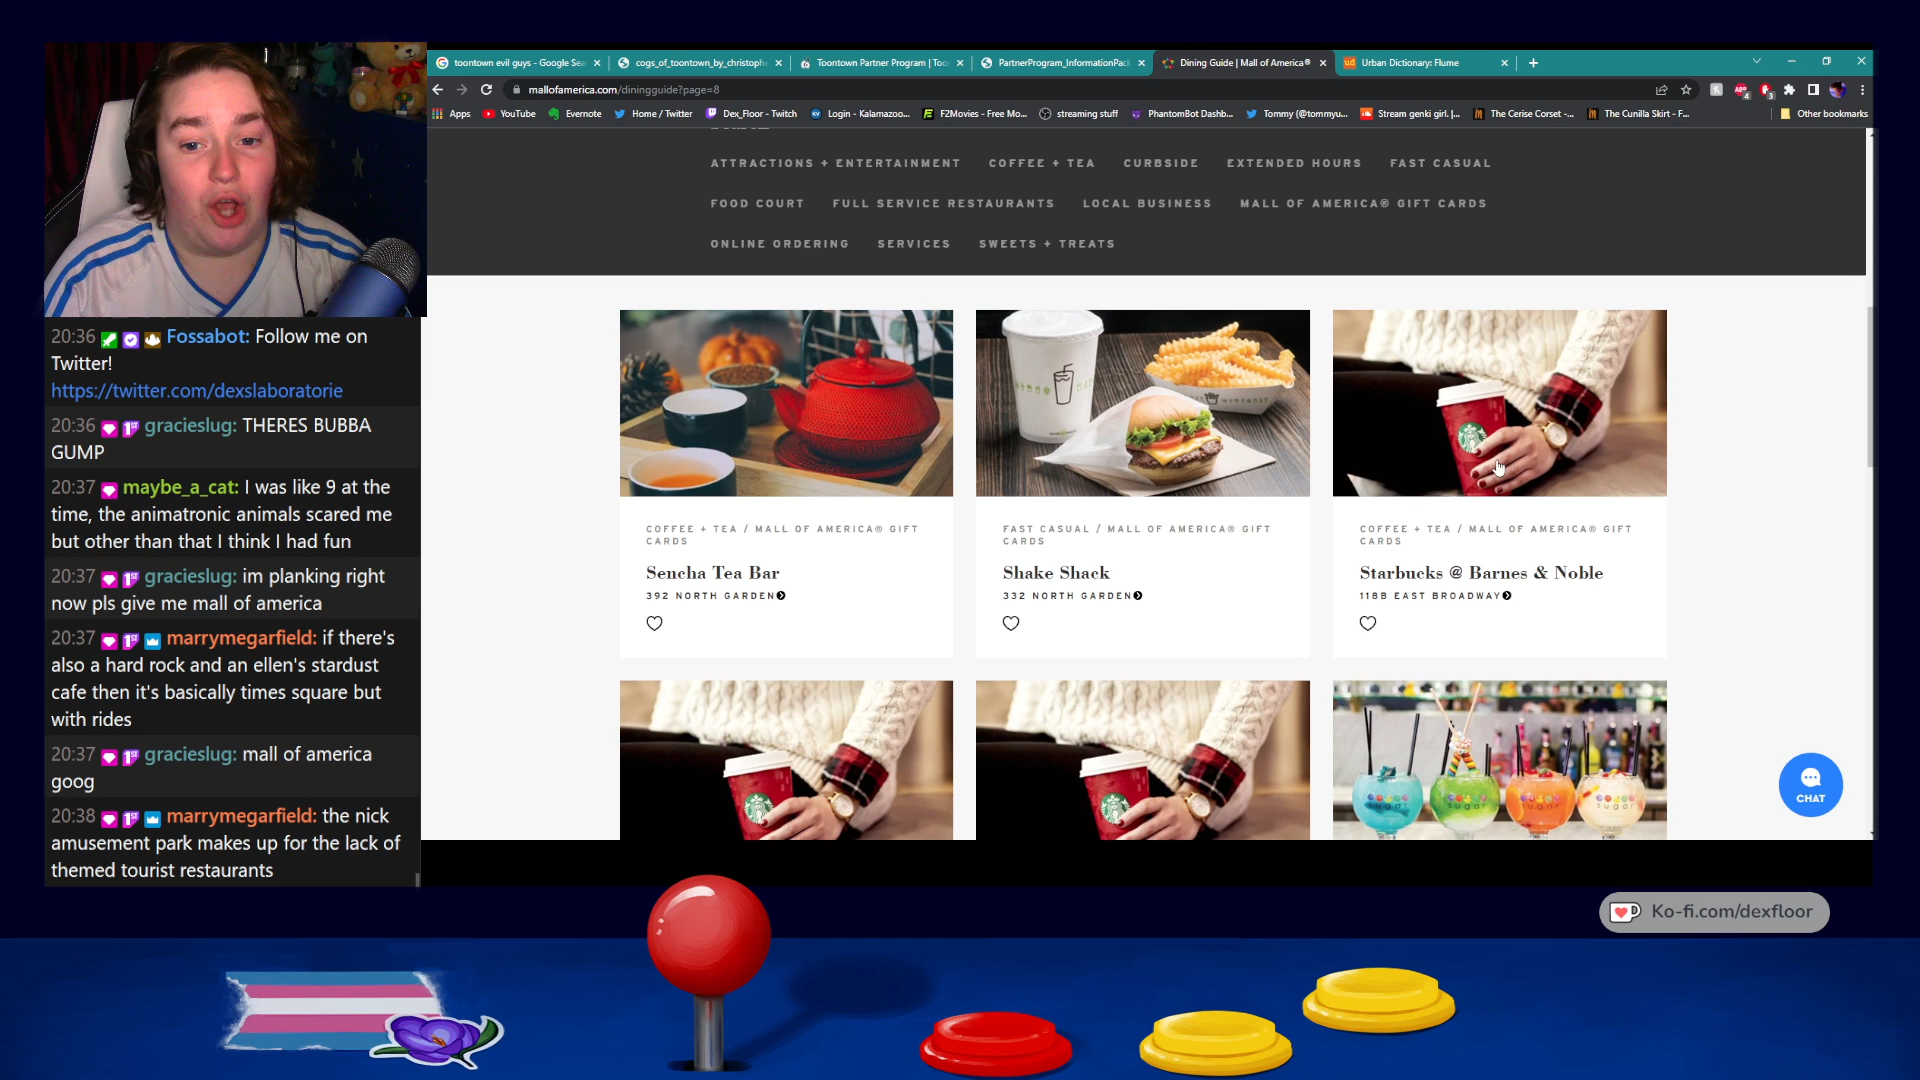 toontown evil guys - Google Sea
cogs_of_toontown_by_christophe
Toontown Partner Program | Too
PartnerProgram_InformationPac
Dining Guide | Mall of America®
Urban Dictionary: Flume
mallofamerica.com/diningguide?page=8
Apps
YouTube
Evernote
Home / Twitter
Dex_Floor - Twitch
Login - Kalamazoo...
F2Movies - Free Mo...
streaming stuff
PhantomBot Dashb...
Tommy (@tommyu...
Stream genki girl. |...
The Cerise Corset -...
The Cunilla Skirt - F...
Other bookmarks
ATTRACTIONS + ENTERTAINMENT
COFFEE + TEA
CURBSIDE
EXTENDED HOURS
FAST CASUAL
FOOD COURT
FULL SERVICE RESTAURANTS
LOCAL BUSINESS
MALL OF AMERICA® GIFT CARDS
ONLINE ORDERING
SERVICES
SWEETS + TREATS
COFFEE + TEA / MALL OF AMERICA® GIFT
CARDS
Sencha Tea Bar
392 NORTH GARDEN
FAST CASUAL / MALL OF AMERICA® GIFT
CARDS
Shake Shack
332 NORTH GARDEN
COFFEE + TEA / MALL OF AMERICA® GIFT
CARDS
Starbucks @ Barnes & Noble
118B EAST BROADWAY
sugar
sugar
sugar
sugar
CHAT
20:36 Fossabot: Follow me on
Twitter!
https://twitter.com/dexslaboratorie
20:36 gracieslug: THERES BUBBA
GUMP
20:37 maybe_a_cat: I was like 9 at the
time, the animatronic animals scared me
but other than that I think I had fun
20:37 gracieslug: im planking right
now pls give me mall of america
20:37 marrymegarfield: if there's
also a hard rock and an ellen's stardust
cafe then it's basically times square but
with rides
20:37 gracieslug: mall of america
goog
20:38 marrymegarfield: the nick
amusement park makes up for the lack of
themed tourist restaurants
Ko-fi.com/dexfloor